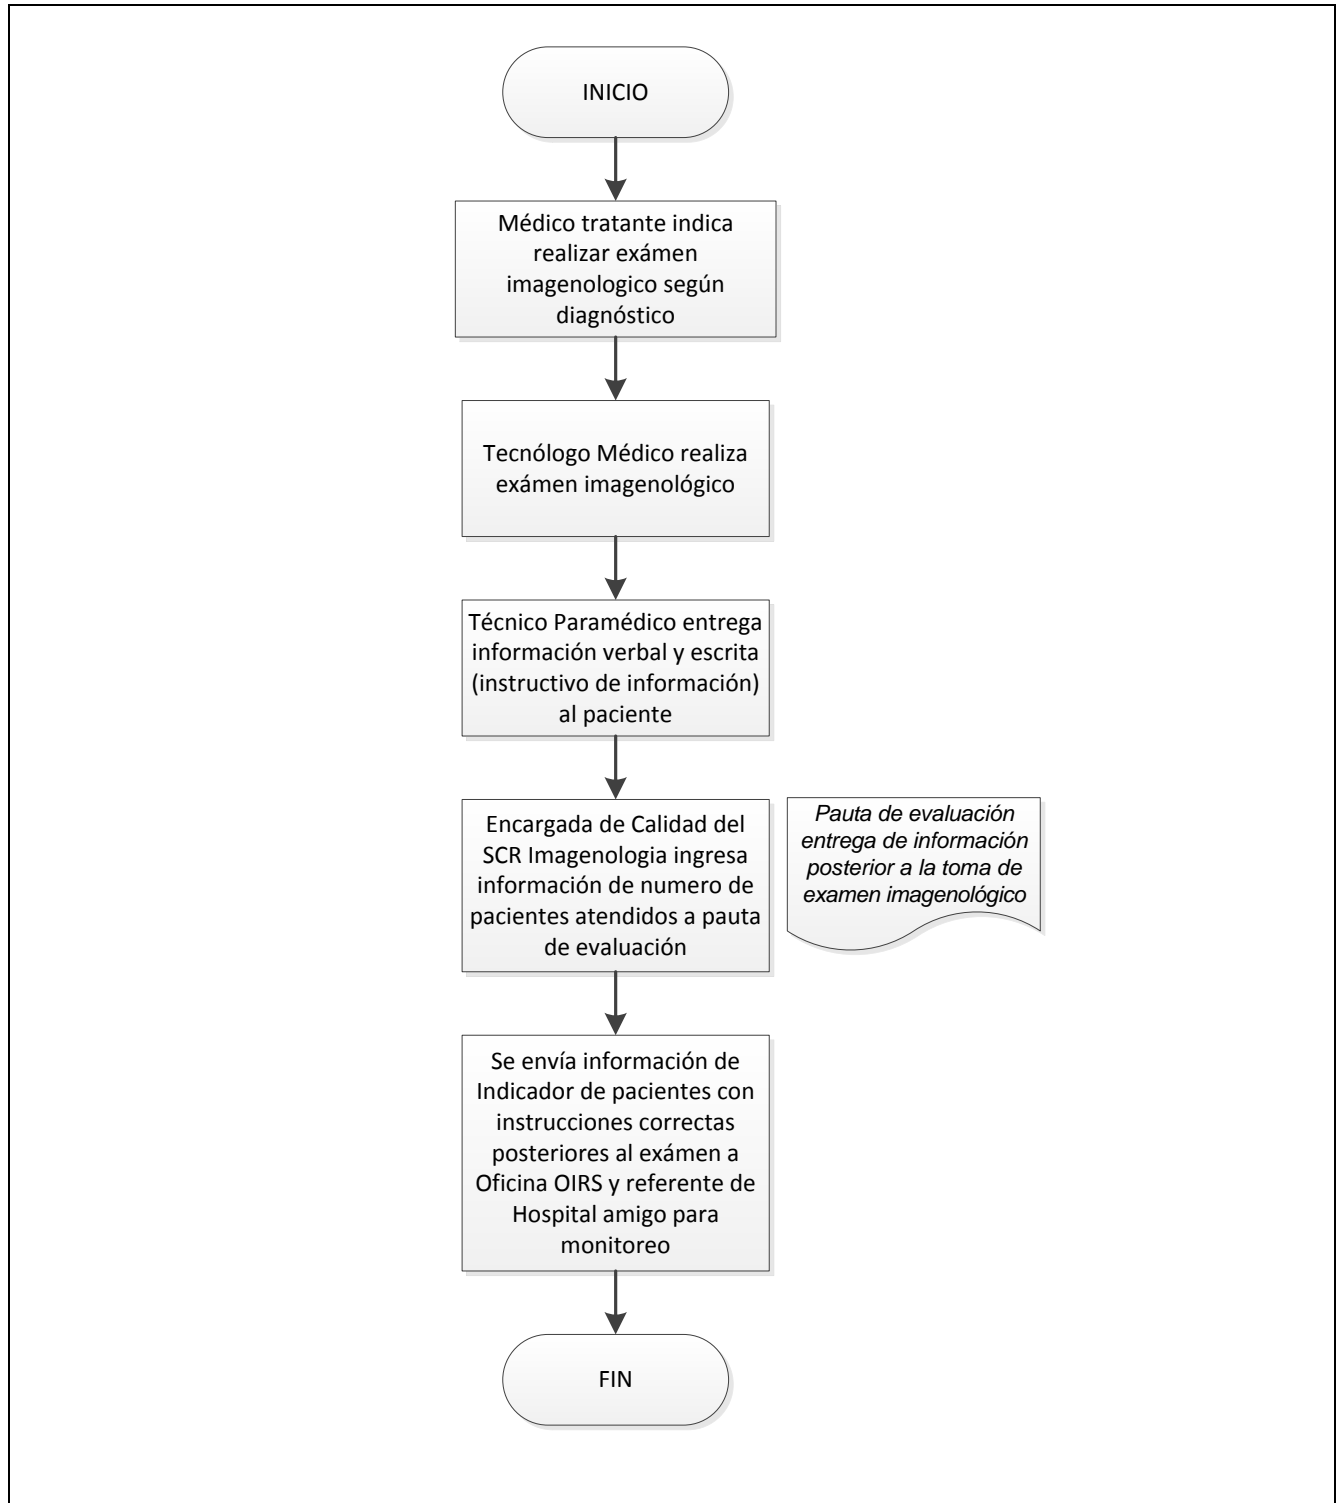 INICIO
Médico tratante indica
realizar exámen
imagenologico según
diagnóstico
Tecnólogo Médico realiza
exámen imagenológico
Técnico Paramédico entrega
información verbal y escrita
(instructivo de información)
al paciente
Encargada de Calidad del
SCR Imagenologia ingresa
información de numero de
pacientes atendidos a pauta
de evaluación
Pauta de evaluación
entrega de información
posterior a la toma de
examen imagenológico
Se envía información de
Indicador de pacientes con
instrucciones correctas
posteriores al exámen a
Oficina OIRS y referente de
Hospital amigo para
monitoreo
FIN